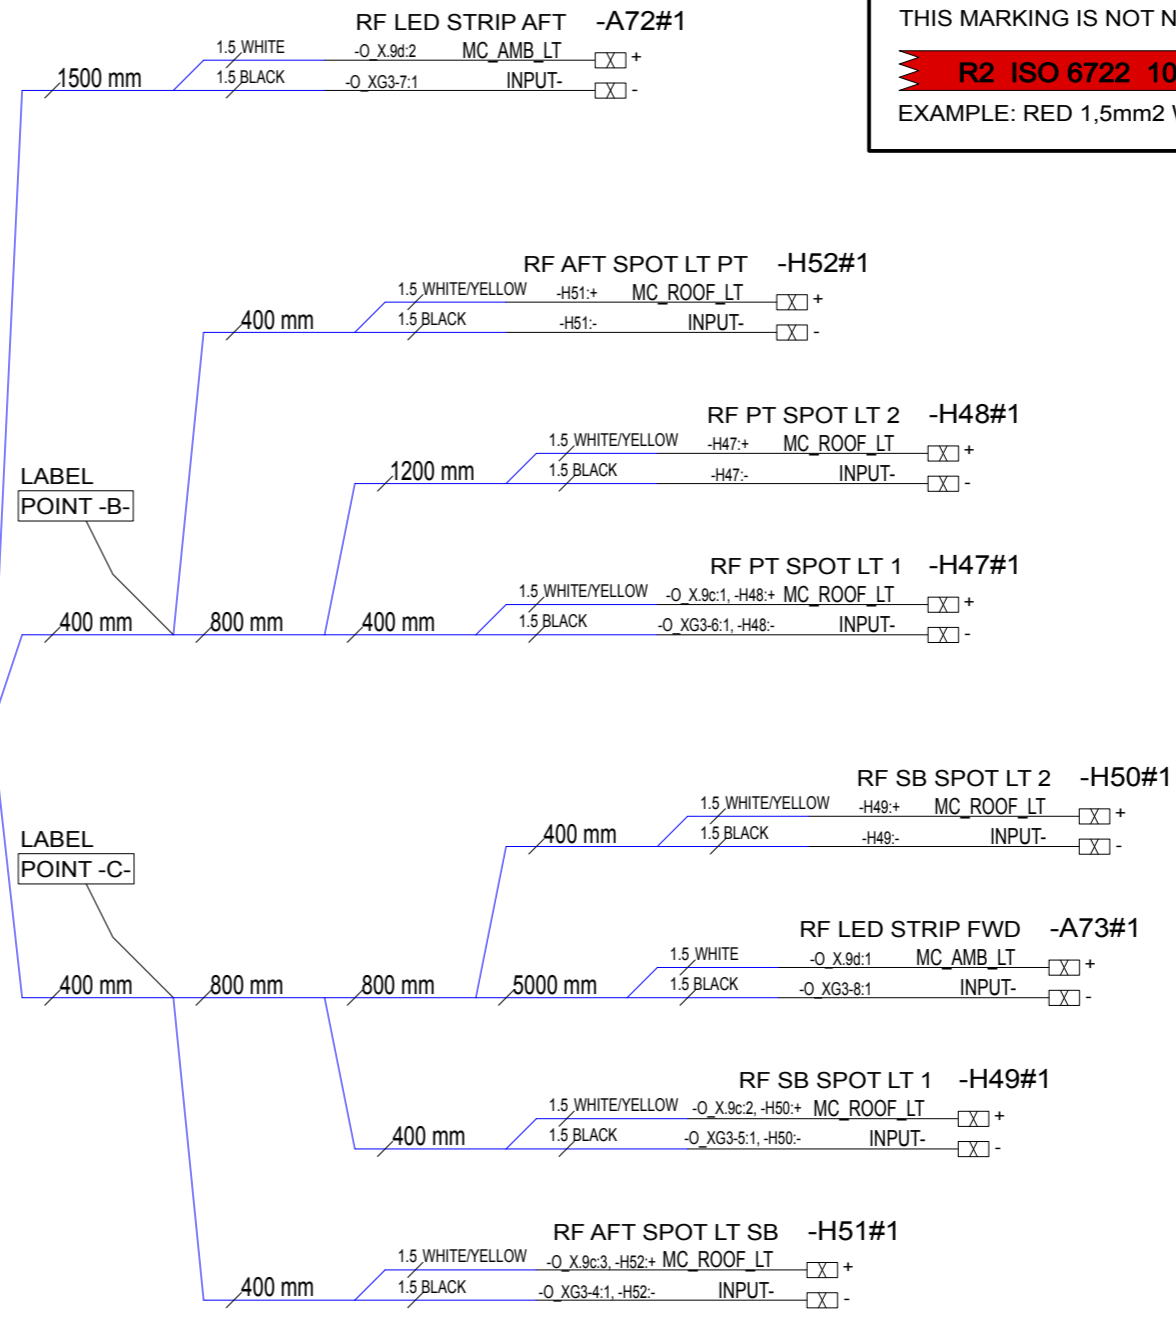 THIS MARKING IS NOT N
R2 ISO 6722 10
EXAMPLE: RED 1,5mm2 W
RF LED STRIP AFT -A72#1
1500 mm
1.5 WHITE -O_X.9d:2 MC_AMB_LT X +
1.5 BLACK -O_XG3-7:1 INPUT- X -
RF AFT SPOT LT PT -H52#1
400 mm
1.5 WHITE/YELLOW -H51:+ MC_ROOF_LT X +
1.5 BLACK -H51:- INPUT- X -
RF PT SPOT LT 2 -H48#1
1200 mm
1.5 WHITE/YELLOW -H47:+ MC_ROOF_LT X +
1.5 BLACK -H47:- INPUT- X -
LABEL
POINT -B-
RF PT SPOT LT 1 -H47#1
400 mm 800 mm 400 mm
1.5 WHITE/YELLOW -O_X.9c:1, -H48:+ MC_ROOF_LT X +
1.5 BLACK -O_XG3-6:1, -H48:- INPUT- X -
RF SB SPOT LT 2 -H50#1
400 mm
1.5 WHITE/YELLOW -H49:+ MC_ROOF_LT X +
1.5 BLACK -H49:- INPUT- X -
LABEL
POINT -C-
RF LED STRIP FWD -A73#1
400 mm 800 mm 800 mm 5000 mm
1.5 WHITE -O_X.9d:1 MC_AMB_LT X +
1.5 BLACK -O_XG3-8:1 INPUT- X -
RF SB SPOT LT 1 -H49#1
400 mm
1.5 WHITE/YELLOW -O_X.9c:2, -H50:+ MC_ROOF_LT X +
1.5 BLACK -O_XG3-5:1, -H50:- INPUT- X -
RF AFT SPOT LT SB -H51#1
400 mm
1.5 WHITE/YELLOW -O_X.9c:3, -H52:+ MC_ROOF_LT X +
1.5 BLACK -O_XG3-4:1, -H52:- INPUT- X -